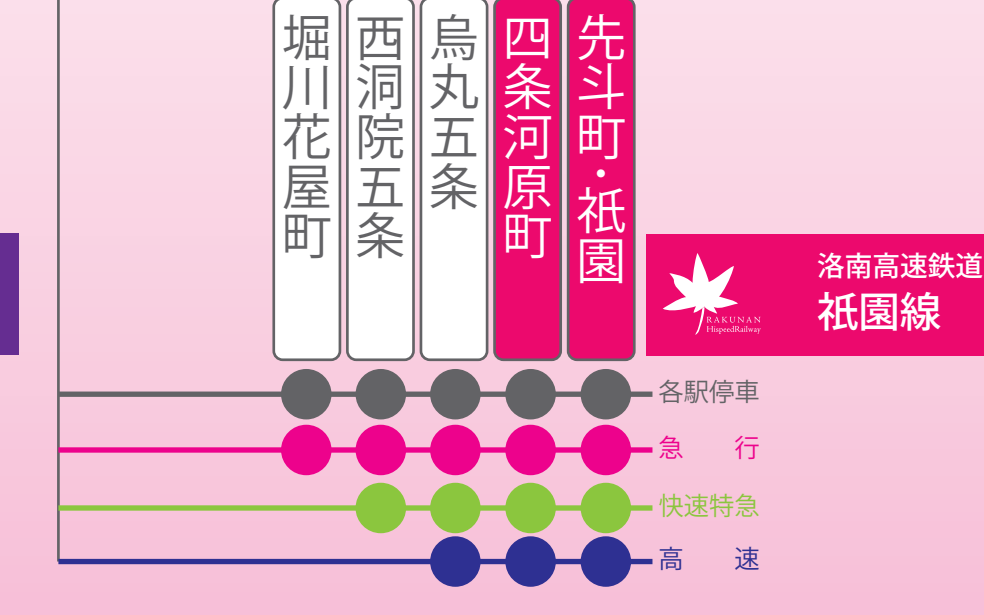 堀川花屋町
西洞院五条
烏丸五条
四条河原町
先斗町・祇園
RAKUNAN
HispeedRailway
洛南高速鉄道
祇園線
各駅停車
急　行
快速特急
高　速